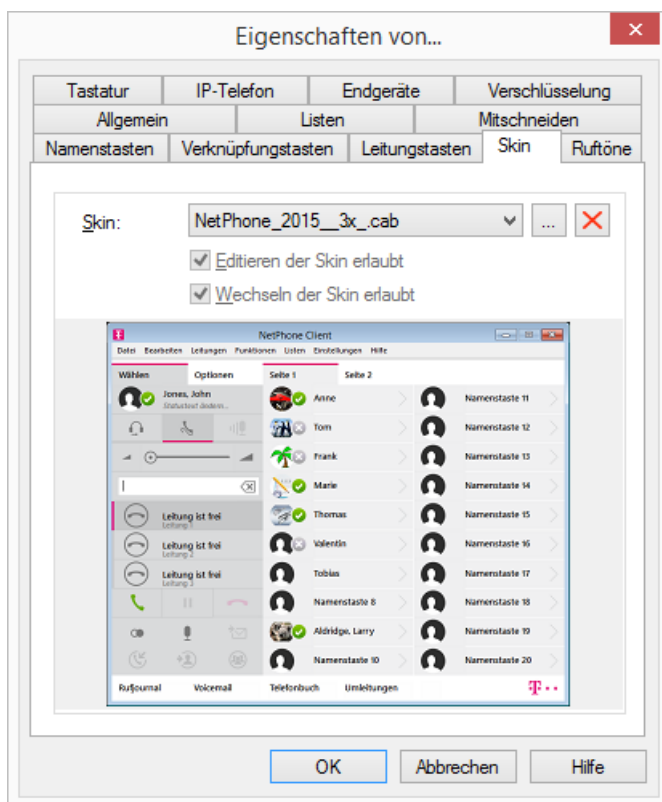 Eigenschaften von...
Tastatur IP-Telefon Endgeräte Verschlüsselung
Allgemein Listen Mitschneiden
Namenstasten Verknüpfungstasten Leitungstasten Skin Ruftöne
Skin: NetPhone_2015__3x_.cab ...
Editieren der Skin erlaubt
Wechseln der Skin erlaubt
NetPhone Client
Datei Bearbeiten Leitungen Funktionen Listen Einstellungen Hilfe
Wählen Optionen Seite 1 Seite 2
Jones, John Anne Namenstaste 11
Statustext ändern...
Tom Namenstaste 12
Frank Namenstaste 13
Marie Namenstaste 14
Leitung ist frei Thomas Namenstaste 15
Leitung 1
Leitung ist frei Valentin Namenstaste 16
Leitung 2
Leitung ist frei Tobias Namenstaste 17
Leitung 3
Namenstaste 8 Namenstaste 18
Aldridge, Larry Namenstaste 19
Namenstaste 10 Namenstaste 20
Rufjournal Voicemail Telefonbuch Umleitungen T
OK Abbrechen Hilfe